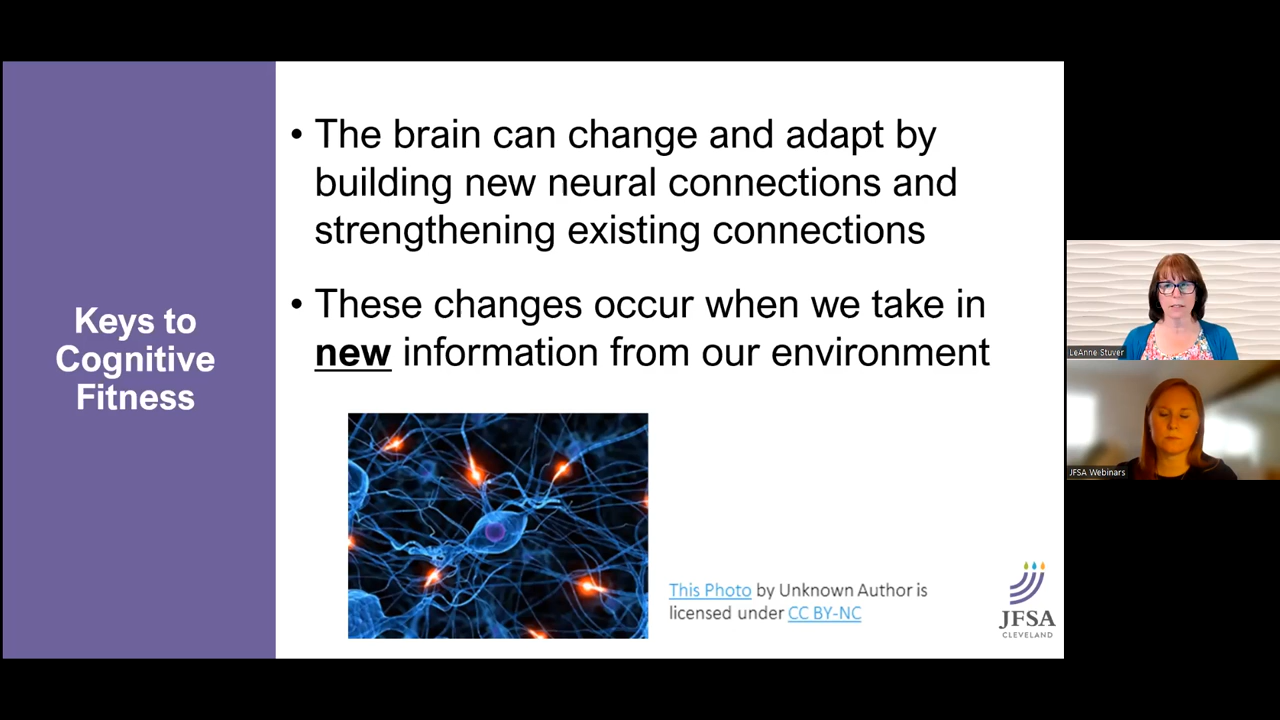 Keys to
Cognitive
Fitness
• The brain can change and adapt by
building new neural connections and
strengthening existing connections
• These changes occur when we take in
new information from our environment
This Photo by Unknown Author is
licensed under CC BY-NC
JFSA
CLEVELAND
LeAnne Stuver
JFSA Webinars